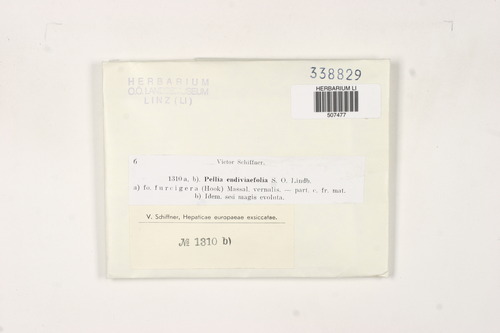 338829
HERBARIUM
O.Ö. LANDESMUSEUM
LINZ (LI)
HERBARIUM LI
507477
6 Victor Schiffner,
1310 a, b). Pellia endiviaefolia S. O. Lindb.
a) fo. furcigera (Hook) Massal. vernalis. — part. c. fr. mat.
b) Idem. sed magis evoluta.
V. Schiffner, Hepaticae europaeae exsiccatae.
№ 1310 b)